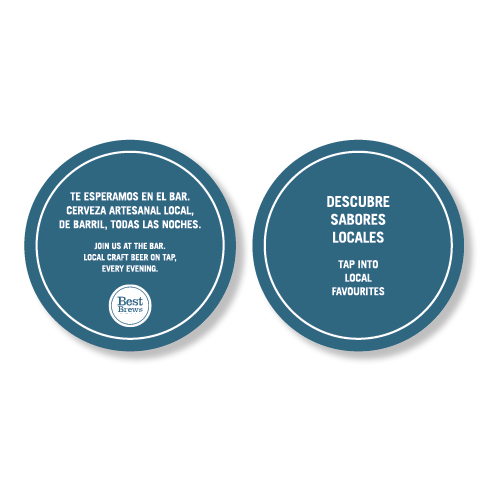 TE ESPERAMOS EN EL BAR.
CERVEZA ARTESANAL LOCAL,
DE BARRIL, TODAS LAS NOCHES.
JOIN US AT THE BAR.
LOCAL CRAFT BEER ON TAP,
EVERY EVENING.
Best
Brews
DESCUBRE
SABORES
LOCALES
TAP INTO
LOCAL
FAVOURITES